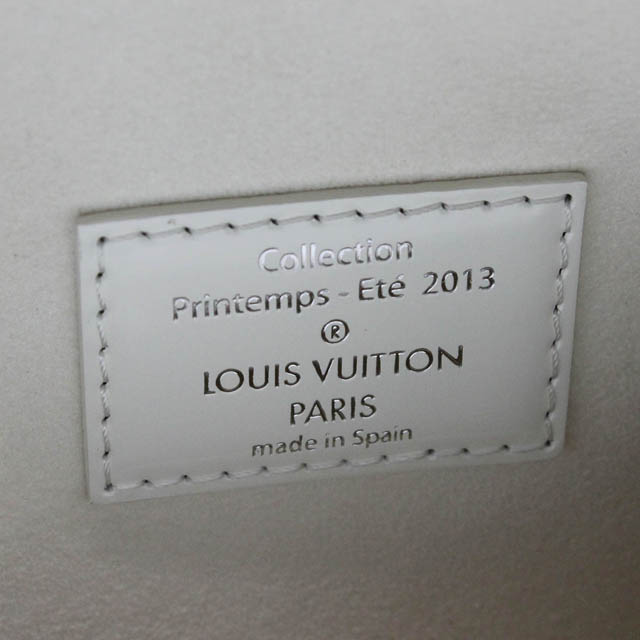 Collection
Printemps - Eté 2013
®
LOUIS VUITTON
PARIS
made in Spain